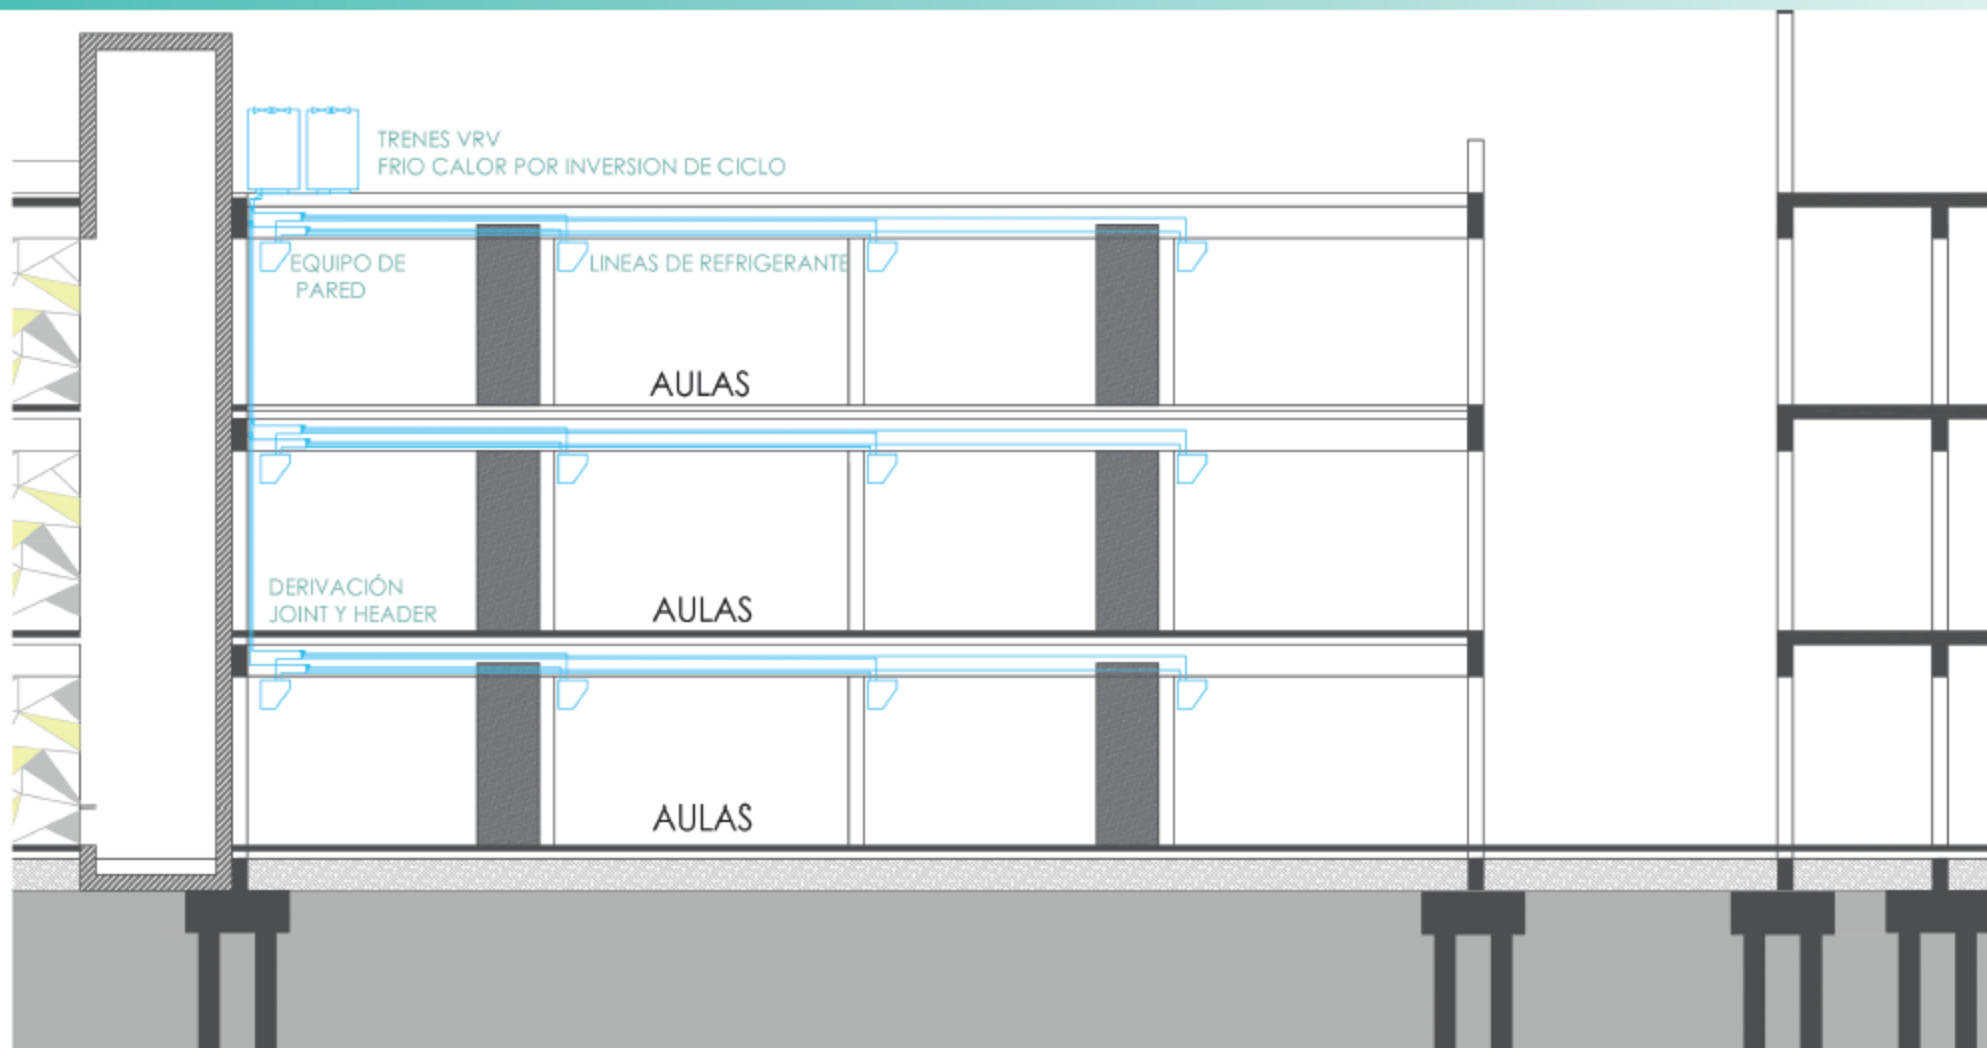 TRENES VRV
FRIO CALOR POR INVERSION DE CICLO
EQUIPO DE
PARED
LINEAS DE REFRIGERANTE
AULAS
DERIVACIÓN
JOINT Y HEADER
AULAS
AULAS